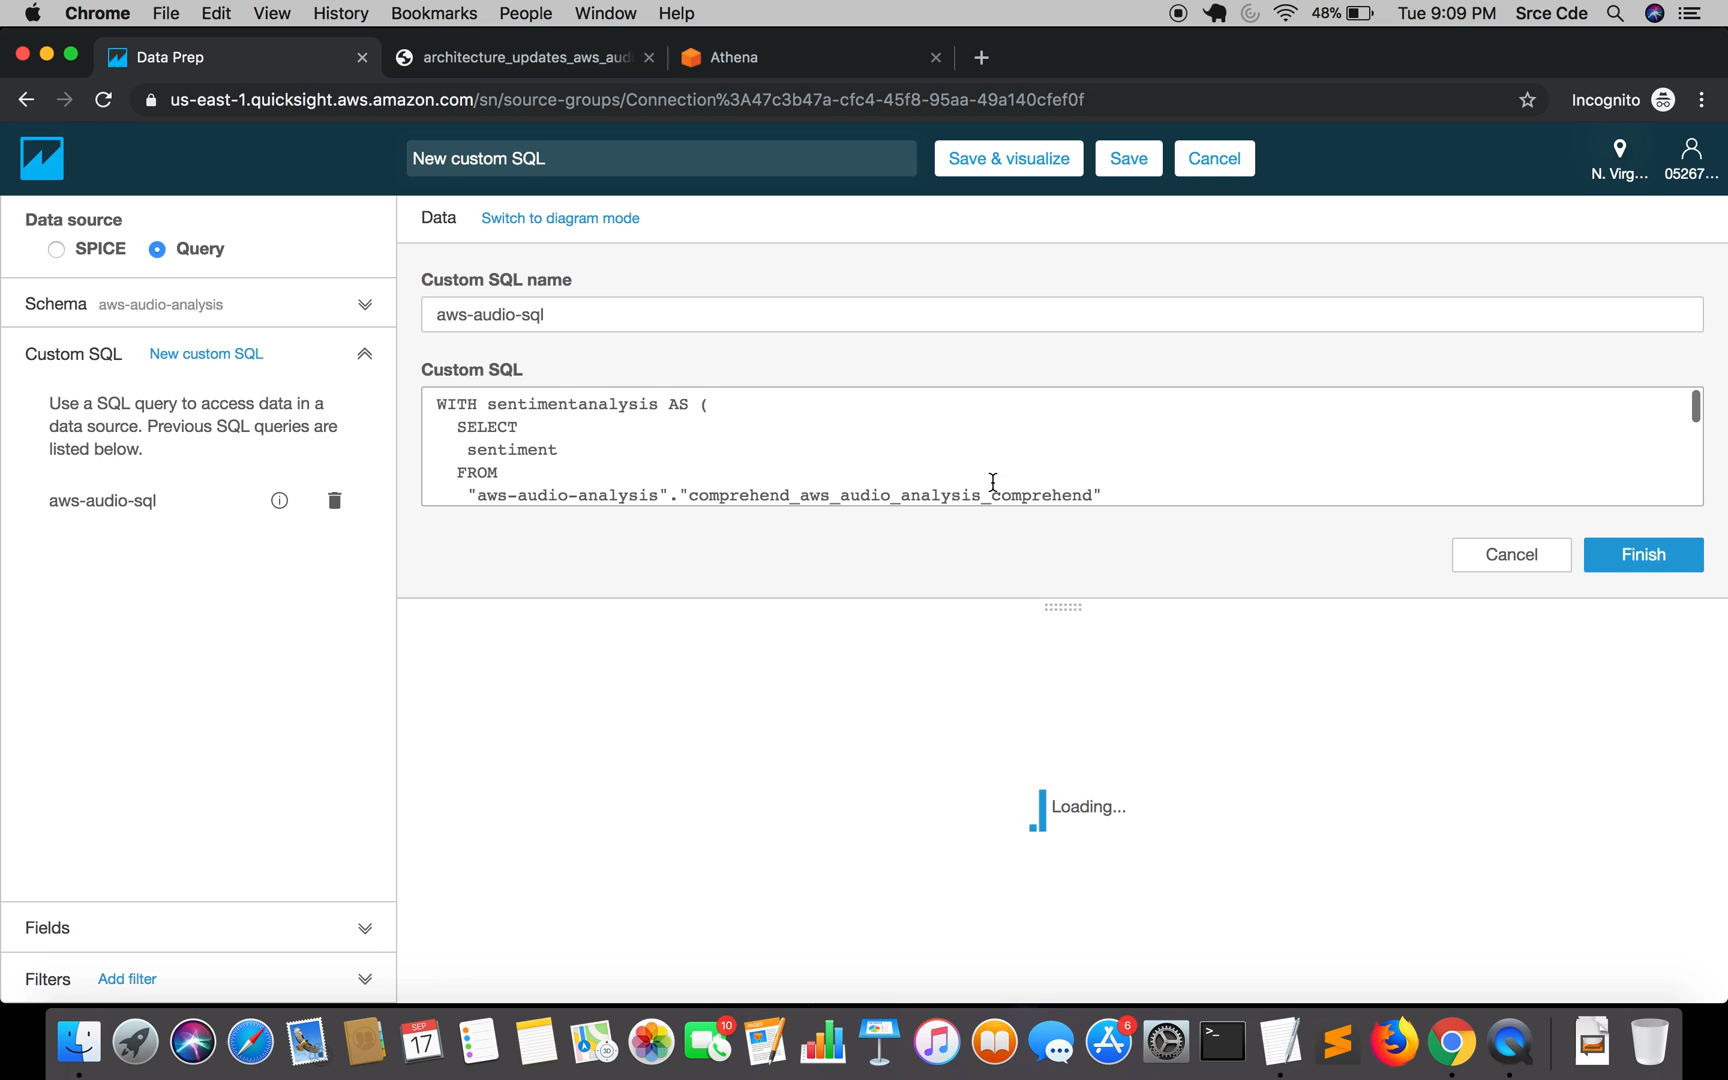 Chrome File Edit View History Bookmarks People Window Help 48% Tue 9:09 PM Srce Cde
Data Prep architecture_updates_aws_aud Athena
us-east-1.quicksight.aws.amazon.com/sn/source-groups/Connection%3A47c3b47a-cfc4-45f8-95aa-49a140cfef0f Incognito
New custom SQL Save & visualize Save Cancel
N. Virg... 05267...
Data source
SPICE Query
Data Switch to diagram mode
Schema aws-audio-analysis
Custom SQL New custom SQL
Use a SQL query to access data in a
data source. Previous SQL queries are
listed below.
aws-audio-sql
Custom SQL name
aws-audio-sql
Custom SQL
WITH sentimentanalysis AS (
SELECT
sentiment
FROM
"aws-audio-analysis"."comprehend_aws_audio_analysis_comprehend"
Cancel Finish
Loading...
Fields
Filters Add filter
SEP
17
10
6